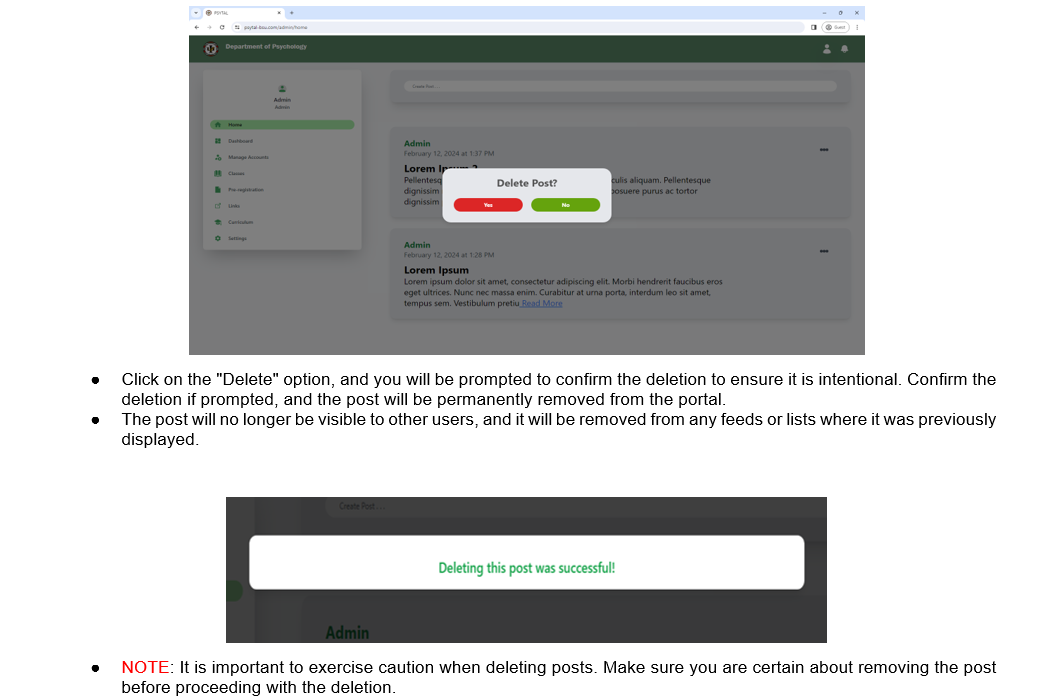 PSYTAL
psytal-bsu.com/admin/home
Guest
Department of Psychology
Admin
Admin
Home
Dashboard
Manage Accounts
Classes
Pre-registration
Links
Curriculum
Settings
Create Post ...
Admin
February 12, 2024 at 1:37 PM
Lorem Ipsum 2
Pellentesq culis aliquam. Pellentesque
dignissim posuere purus ac tortor
dignissim
Delete Post?
Yes No
Admin
February 12, 2024 at 1:28 PM
Lorem Ipsum
Lorem ipsum dolor sit amet, consectetur adipiscing elit. Morbi hendrerit faucibus eros
eget ultrices. Nunc nec massa enim. Curabitur at urna porta, interdum leo sit amet,
tempus sem. Vestibulum pretiu Read More
● Click on the "Delete" option, and you will be prompted to confirm the deletion to ensure it is intentional. Confirm the
deletion if prompted, and the post will be permanently removed from the portal.
● The post will no longer be visible to other users, and it will be removed from any feeds or lists where it was previously
displayed.
Create Post ....
Deleting this post was successful!
Admin
● NOTE: It is important to exercise caution when deleting posts. Make sure you are certain about removing the post
before proceeding with the deletion.